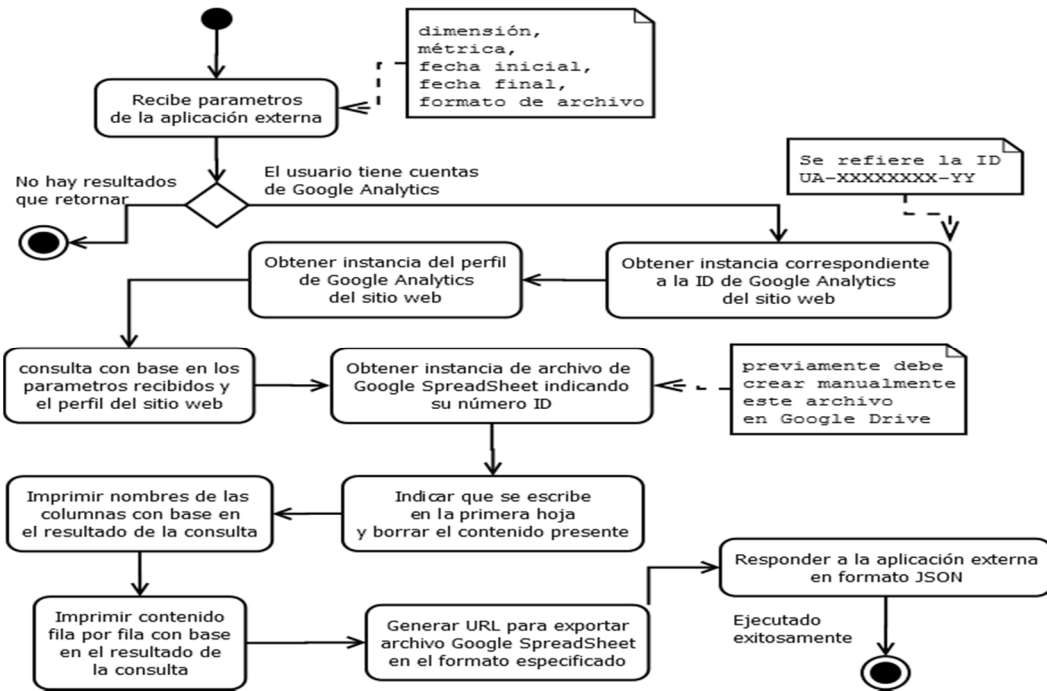 dimensión,
métrica,
fecha inicial,
fecha final,
formato de archivo
Recibe parametros
de la aplicación externa
No hay resultados
que retornar
El usuario tiene cuentas
de Google Analytics
Se refiere la ID
UA-XXXXXXXX-YY
Obtener instancia correspondiente
a la ID de Google Analytics
del sitio web
Obtener instancia del perfil
de Google Analytics
del sitio web
consulta con base en los
parametros recibidos y
el perfil del sitio web
Obtener instancia de archivo de
Google SpreadSheet indicando
su número ID
previamente debe
crear manualmente
este archivo
en Google Drive
Indicar que se escribe
en la primera hoja
y borrar el contenido presente
Imprimir nombres de las
columnas con base en
el resultado de la consulta
Imprimir contenido
fila por fila con base
en el resultado de
la consulta
Generar URL para exportar
archivo Google SpreadSheet
en el formato especificado
Responder a la aplicación externa
en formato JSON
Ejecutado
exitosamente